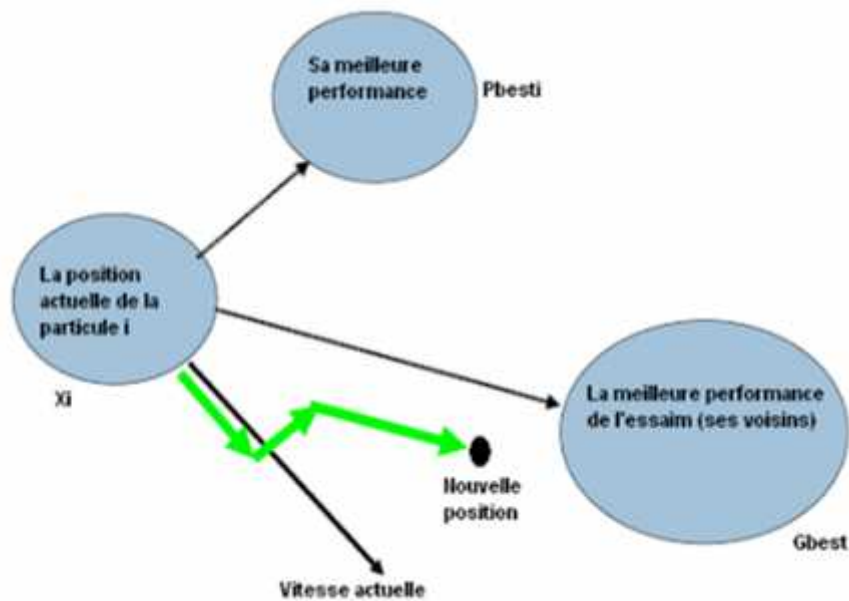 Sa meilleure
performance
Pbesti
La position
actuelle de la
particule i
Xi
La meilleure performance
de l'essaim (ses voisins)
Gbest
Nouvelle
position
Vitesse actuelle